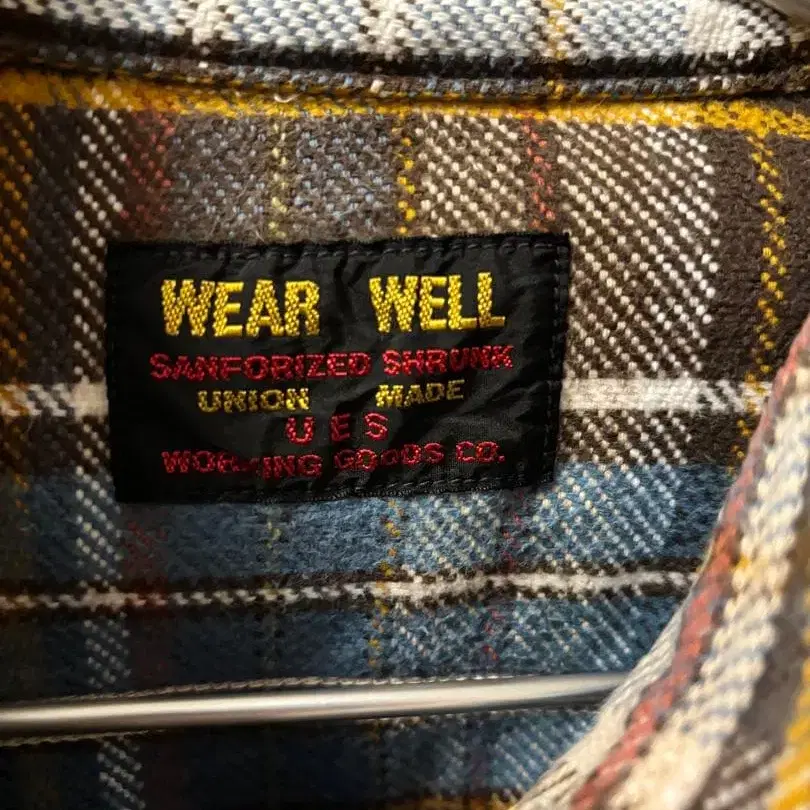 WEAR WELL
SANFORIZED SHRUNK
UNION MADE
U E S
WORKING GOODS CO.